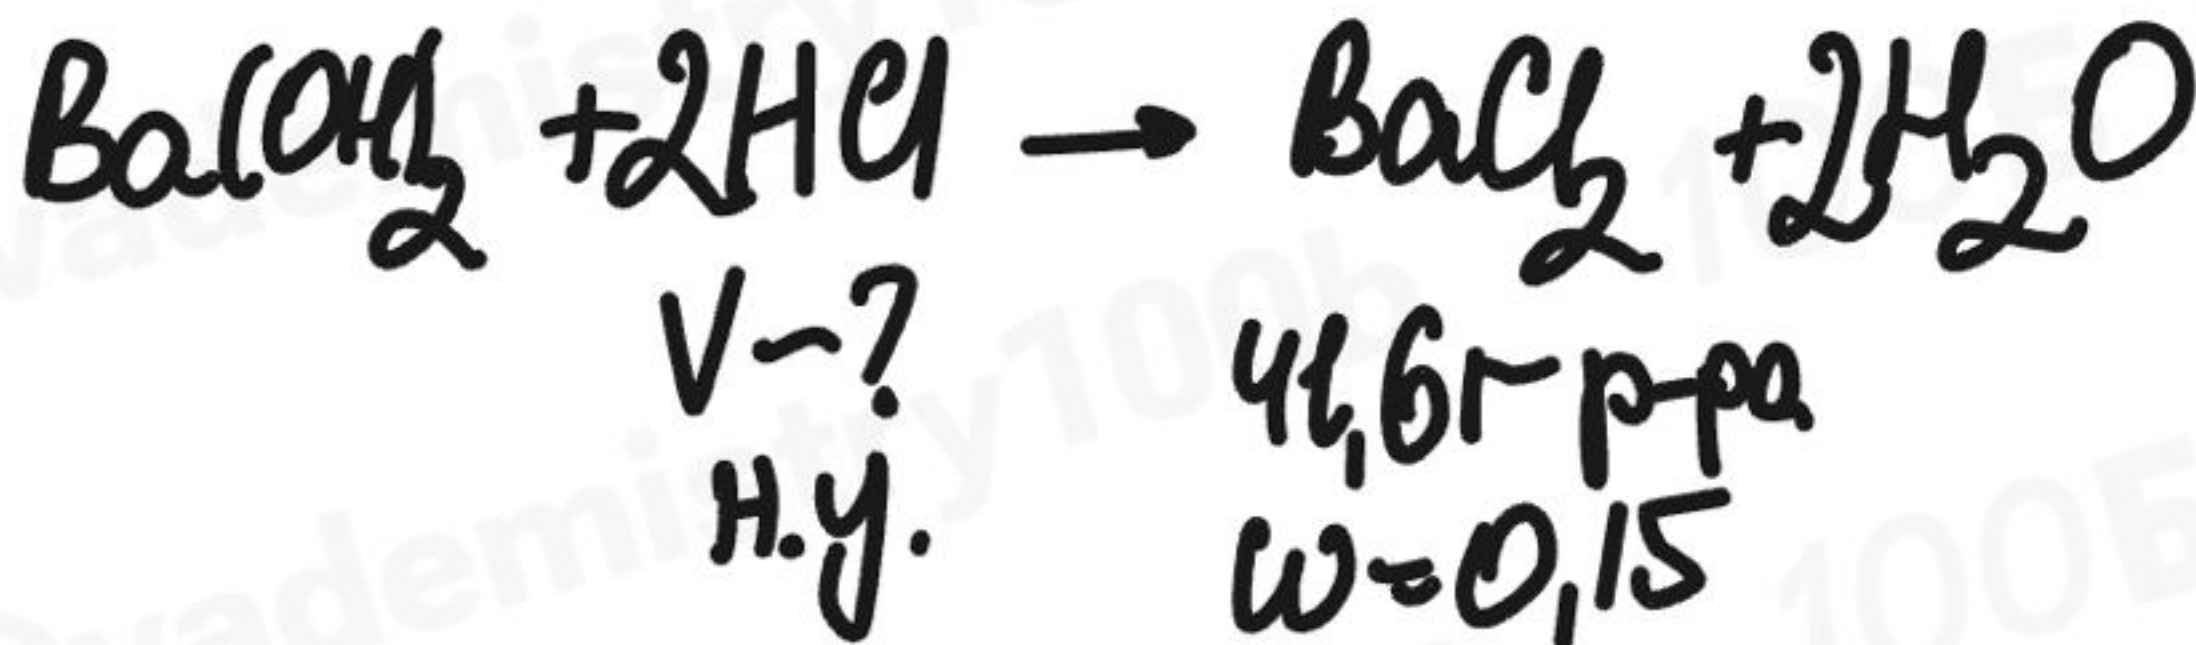 Ba(OH)2 +2HCl → BaCl2 +2H2O
V-? 41,6г р-ра
н.у. ω=0,15